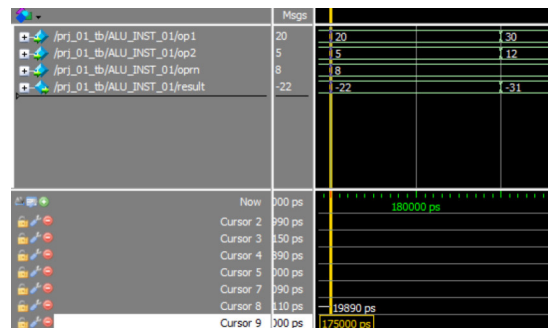 Msgs
/prj_01_tb/ALU_INST_01/op1 20 20 30
/prj_01_tb/ALU_INST_01/op2 5 5 12
/prj_01_tb/ALU_INST_01/oprn 8 8
/prj_01_tb/ALU_INST_01/result -22 -22 -31
Now 000 ps 180000 ps
Cursor 2 990 ps
Cursor 3 150 ps
Cursor 4 890 ps
Cursor 5 000 ps
Cursor 7 090 ps
Cursor 8 110 ps 19890 ps
Cursor 9 000 ps 175000 ps